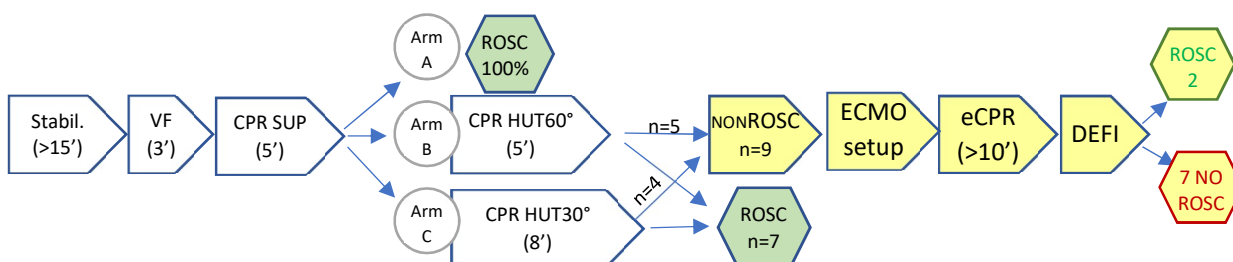 Stabil.
(>15’)
VF
(3’)
CPR SUP
(5’)
Arm
A
ROSC
100%
Arm
B
CPR HUT60°
(5’)
Arm
C
CPR HUT30°
(8’)
n=5
n=4
NONROSC
n=9
ROSC
n=7
ECMO
setup
eCPR
(>10’)
DEFI
ROSC
2
7 NO
ROSC